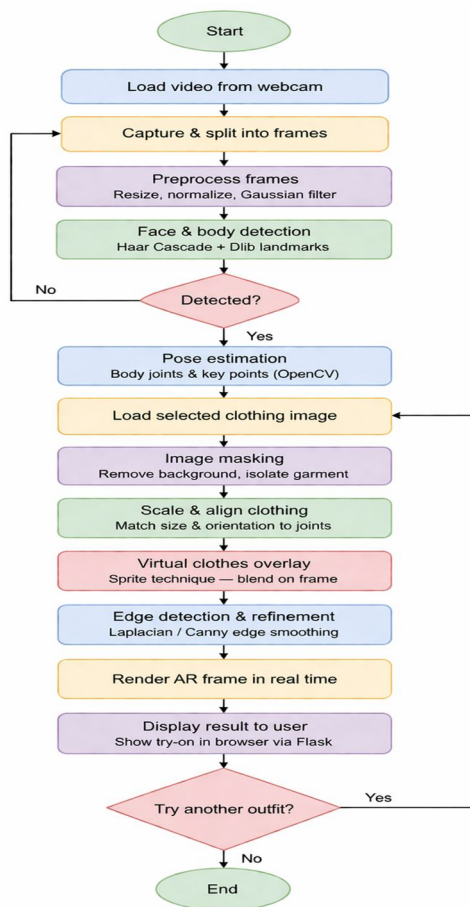 Start
Load video from webcam
Capture & split into frames
Preprocess frames
Resize, normalize, Gaussian filter
Face & body detection
Haar Cascade + Dlib landmarks
No
Detected?
Yes
Pose estimation
Body joints & key points (OpenCV)
Load selected clothing image
Image masking
Remove background, isolate garment
Scale & align clothing
Match size & orientation to joints
Virtual clothes overlay
Sprite technique — blend on frame
Edge detection & refinement
Laplacian / Canny edge smoothing
Render AR frame in real time
Display result to user
Show try-on in browser via Flask
Try another outfit?
Yes
No
End